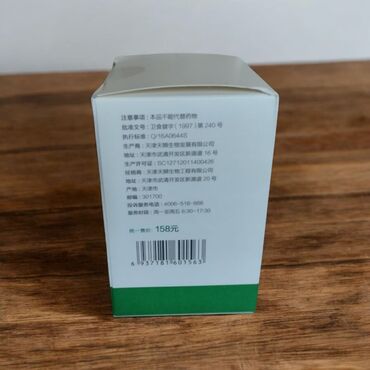 注意事项：本品不能代替药物
批准文号：卫食健字（1997）第240号
执行标准：Q/16A0644S
生产商：天津天狮生物发展有限公司
地址：天津市武清开发区新源道16号
生产许可证：SC12712011400426
经销商：天津天狮生物工程有限公司
地址：天津市武清开发区新源道20号
产地：天津市
邮编：301700
投诉服务电话：4006-516-666
服务时间：周一至周五 8:30-17:30
统一售价：158元
6 937181 601563